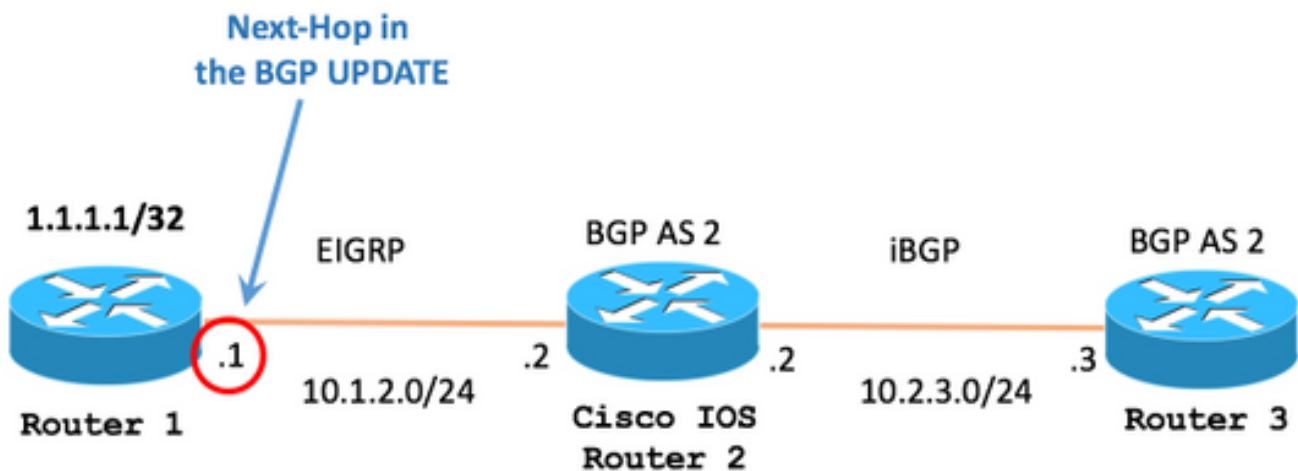 Next-Hop in
the BGP UPDATE
1.1.1.1/32
EIGRP
BGP AS 2
iBGP
BGP AS 2
.1
.2
.2
.3
10.1.2.0/24
10.2.3.0/24
Router 1
Cisco IOS
Router 2
Router 3